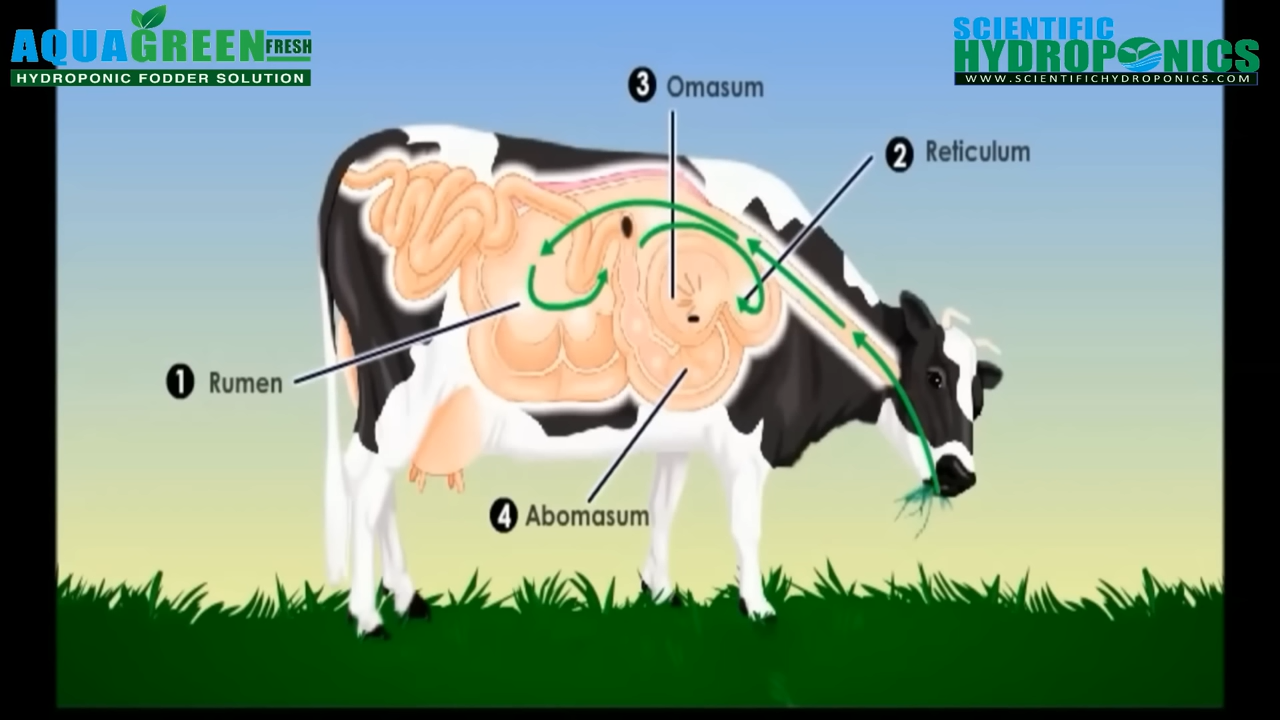 AQUAGREEN FRESH
HYDROPONIC FODDER SOLUTION
SCIENTIFIC
HYDROPONICS
WWW.SCIENTIFICHYDROPONICS.COM
3 Omasum
2 Reticulum
1 Rumen
4 Abomasum